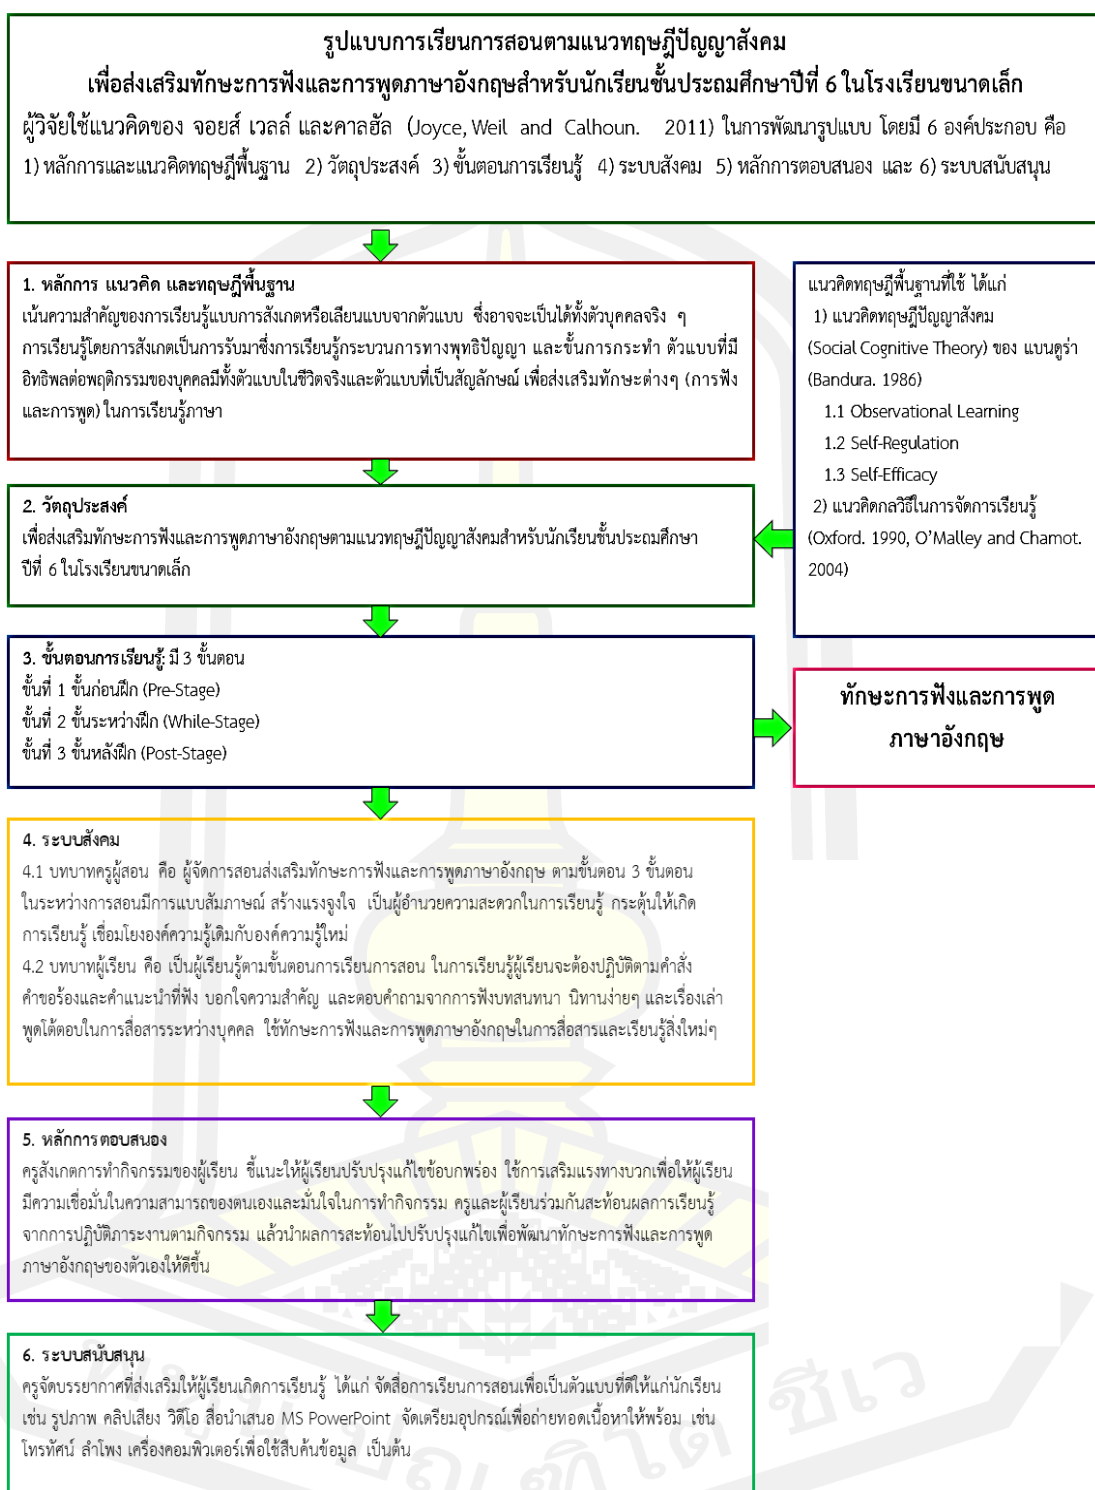 รูปแบบการเรียนการสอนตามแนวทฤษฎีปัญญาสังคม
เพื่อส่งเสริมทักษะการฟังและการพูดภาษาอังกฤษสำหรับนักเรียนชั้นประถมศึกษาปีที่ 6 ในโรงเรียนขนาดเล็ก
ผู้วิจัยใช้แนวคิดของ จอยส์ เวลล์ และคาลฮัล (Joyce, Weil and Calhoun. 2011) ในการพัฒนารูปแบบ โดยมี 6 องค์ประกอบ คือ
1) หลักการและแนวคิดทฤษฎีพื้นฐาน 2) วัตถุประสงค์ 3) ขั้นตอนการเรียนรู้ 4) ระบบสังคม 5) หลักการตอบสนอง และ 6) ระบบสนับสนุน
1. หลักการ แนวคิด และทฤษฎีพื้นฐาน
เน้นความสำคัญของการเรียนรู้แบบการสังเกตหรือเลียนแบบจากตัวแบบ ซึ่งอาจจะเป็นได้ทั้งตัวบุคคลจริง ๆ
การเรียนรู้โดยการสังเกตเป็นการรับมาซึ่งการเรียนรู้กระบวนการทางพุทธิปัญญา และขั้นการกระทำ ตัวแบบที่มี
อิทธิพลต่อพฤติกรรมของบุคคลมีทั้งตัวแบบในชีวิตจริงและตัวแบบที่เป็นสัญลักษณ์ เพื่อส่งเสริมทักษะต่างๆ (การฟัง
และการพูด) ในการเรียนรู้ภาษา
แนวคิดทฤษฎีพื้นฐานที่ใช้ ได้แก่
1) แนวคิดทฤษฎีปัญญาสังคม
(Social Cognitive Theory) ของ แบนดูร่า
(Bandura. 1986)
1.1 Observational Learning
1.2 Self-Regulation
1.3 Self-Efficacy
2) แนวคิดกลวิธีในการจัดการเรียนรู้
(Oxford. 1990, O’Malley and Chamot.
2004)
2. วัตถุประสงค์
เพื่อส่งเสริมทักษะการฟังและการพูดภาษาอังกฤษตามแนวทฤษฎีปัญญาสังคมสำหรับนักเรียนชั้นประถมศึกษา
ปีที่ 6 ในโรงเรียนขนาดเล็ก
3. ขั้นตอนการเรียนรู้: มี 3 ขั้นตอน
ขั้นที่ 1 ขั้นก่อนฝึก (Pre-Stage)
ขั้นที่ 2 ขั้นระหว่างฝึก (While-Stage)
ขั้นที่ 3 ขั้นหลังฝึก (Post-Stage)
ทักษะการฟังและการพูด
ภาษาอังกฤษ
4. ระบบสังคม
4.1 บทบาทครูผู้สอน คือ ผู้จัดการสอนส่งเสริมทักษะการฟังและการพูดภาษาอังกฤษ ตามขั้นตอน 3 ขั้นตอน
ในระหว่างการสอนมีการแบบสัมภาษณ์ สร้างแรงจูงใจ เป็นผู้อำนวยความสะดวกในการเรียนรู้ กระตุ้นให้เกิด
การเรียนรู้ เชื่อมโยงองค์ความรู้เดิมกับองค์ความรู้ใหม่
4.2 บทบาทผู้เรียน คือ เป็นผู้เรียนรู้ตามขั้นตอนการเรียนการสอน ในการเรียนรู้ผู้เรียนจะต้องปฏิบัติตามคำสั่ง
คำขอร้องและคำแนะนำที่ฟัง บอกใจความสำคัญ และตอบคำถามจากการฟังบทสนทนา นิทานง่ายๆ และเรื่องเล่า
พูดโต้ตอบในการสื่อสารระหว่างบุคคล ใช้ทักษะการฟังและการพูดภาษาอังกฤษในการสื่อสารและเรียนรู้สิ่งใหม่ๆ
5. หลักการตอบสนอง
ครูสังเกตการทำกิจกรรมของผู้เรียน ชี้แนะให้ผู้เรียนปรับปรุงแก้ไขข้อบกพร่อง ใช้การเสริมแรงทางบวกเพื่อให้ผู้เรียน
มีความเชื่อมั่นในความสามารถของตนเองและมั่นใจในการทำกิจกรรม ครูและผู้เรียนร่วมกันสะท้อนผลการเรียนรู้
จากการปฏิบัติภาระงานตามกิจกรรม แล้วนำผลการสะท้อนไปปรับปรุงแก้ไขเพื่อพัฒนาทักษะการฟังและการพูด
ภาษาอังกฤษของตัวเองให้ดีขึ้น
6. ระบบสนับสนุน
ครูจัดบรรยากาศที่ส่งเสริมให้ผู้เรียนเกิดการเรียนรู้ ได้แก่ จัดสื่อการเรียนการสอนเพื่อเป็นตัวแบบที่ดีให้แก่นักเรียน
เช่น รูปภาพ คลิปเสียง วิดีโอ สื่อนำเสนอ MS PowerPoint จัดเตรียมอุปกรณ์เพื่อถ่ายทอดเนื้อหาให้พร้อม เช่น
โทรทัศน์ ลำโพง เครื่องคอมพิวเตอร์เพื่อใช้สืบค้นข้อมูล เป็นต้น